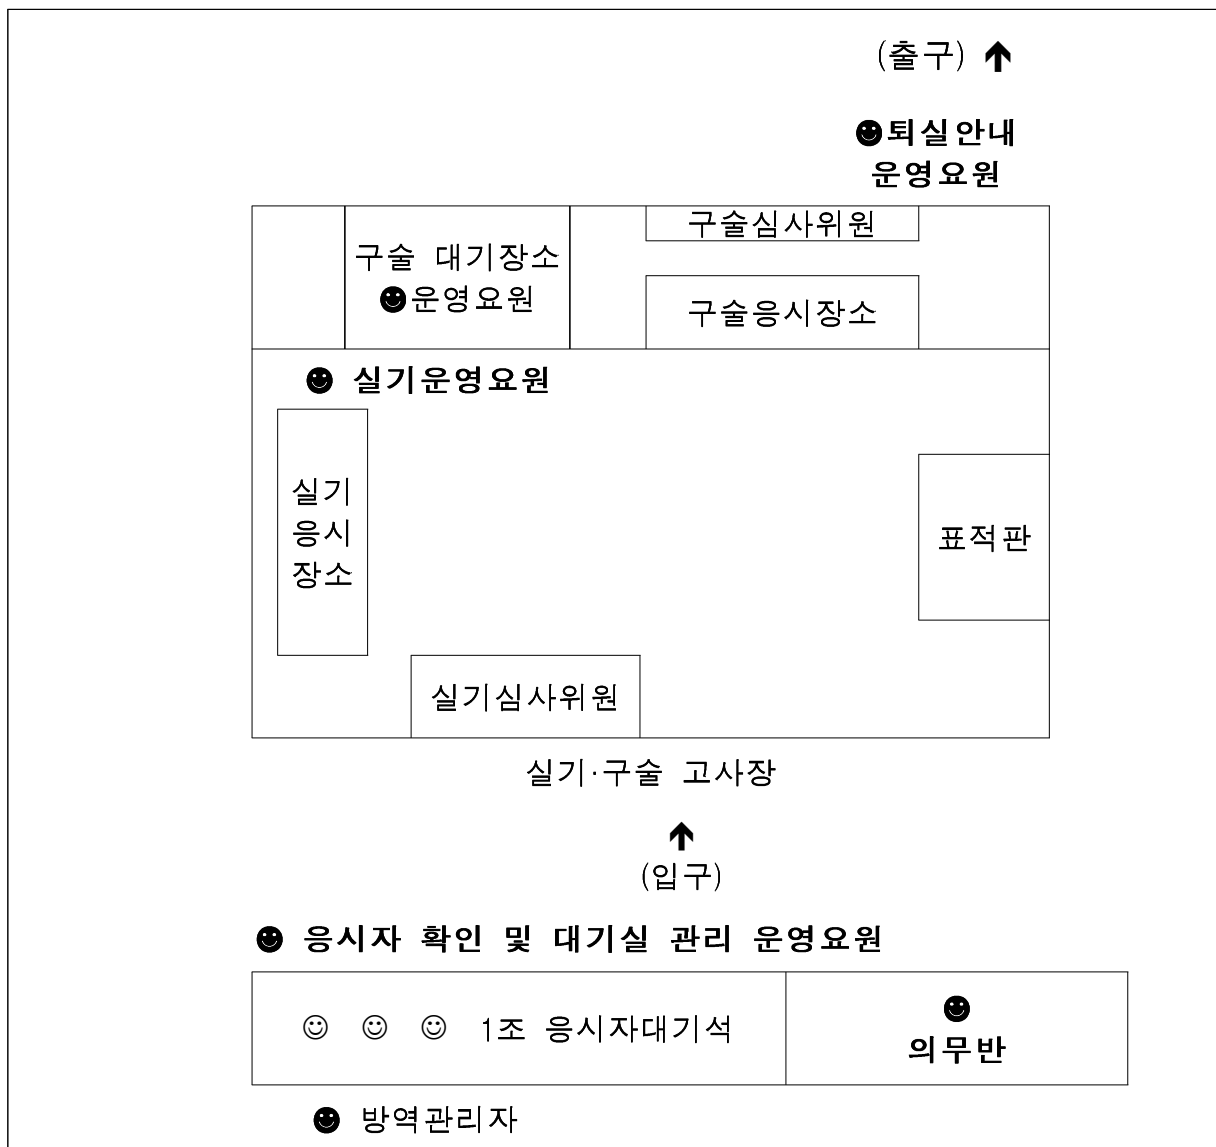 (출구) ↑
☻퇴실안내
운영요원
구술심사위원
구술 대기장소
☻운영요원
구술응시장소
☻ 실기운영요원
실기
응시
장소
표적판
실기심사위원
실기·구술 고사장
↑
(입구)
☻ 응시자 확인 및 대기실 관리 운영요원
☺ ☺ ☺ 1조 응시자대기석
☻
의무반
☻ 방역관리자